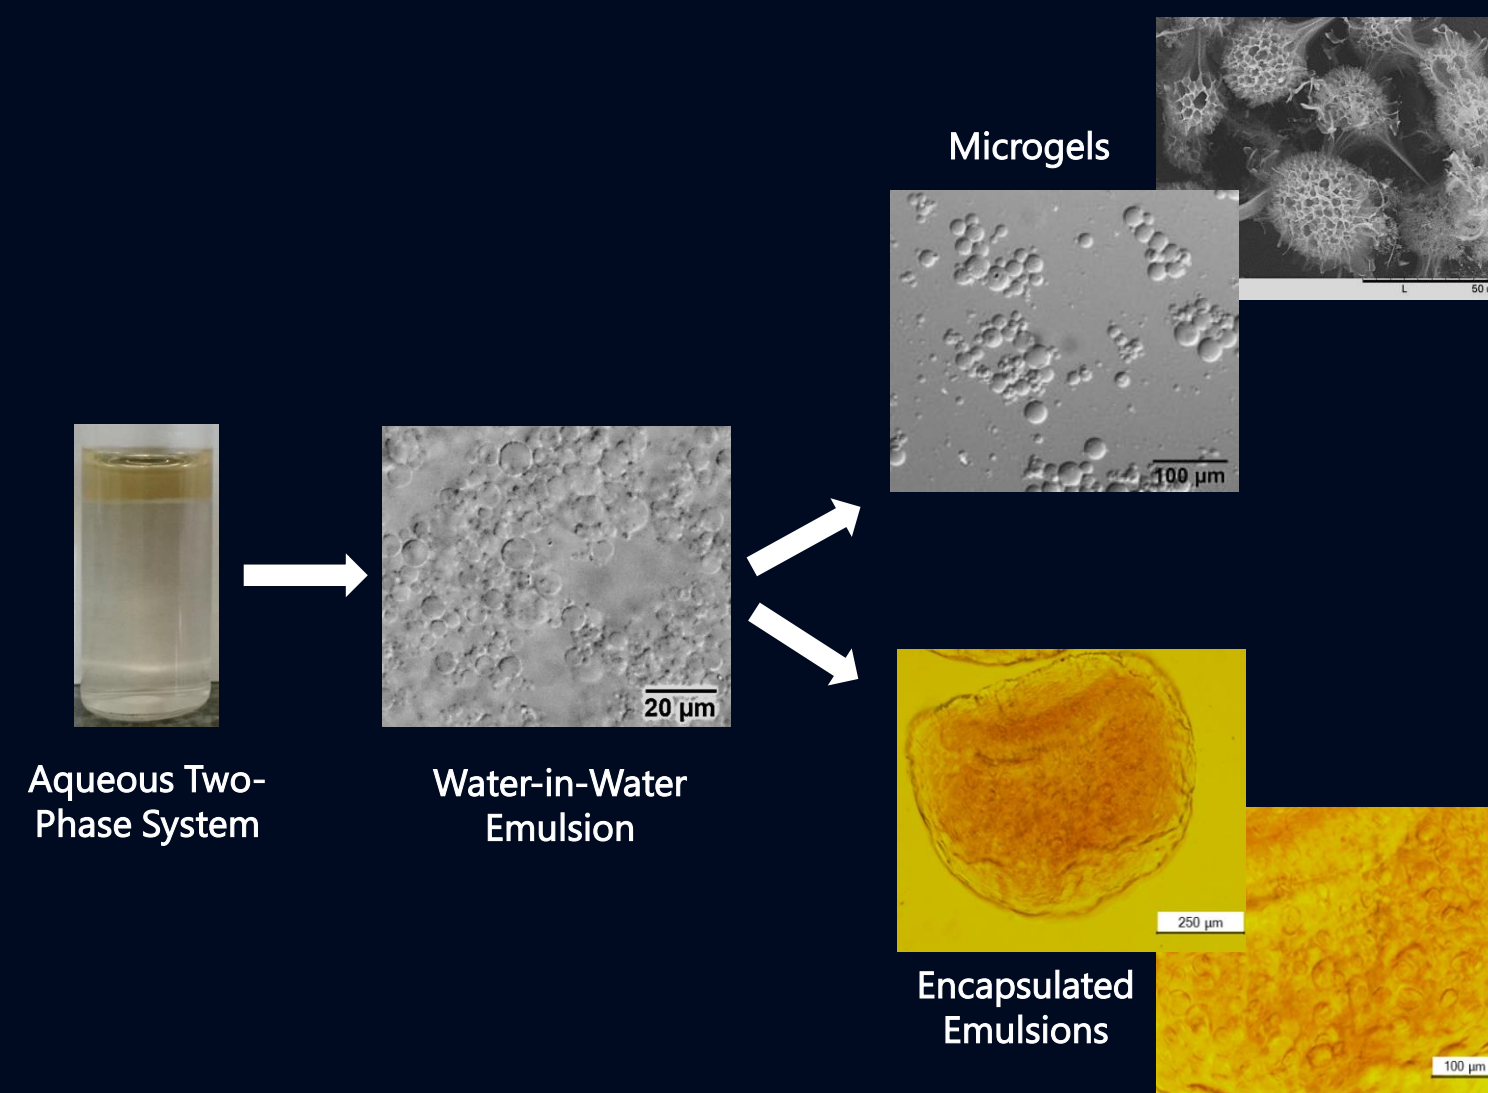 Microgels
L
50
100 µm
20 µm
Aqueous Two-
Phase System
Water-in-Water
Emulsion
250 µm
Encapsulated
Emulsions
100 µm